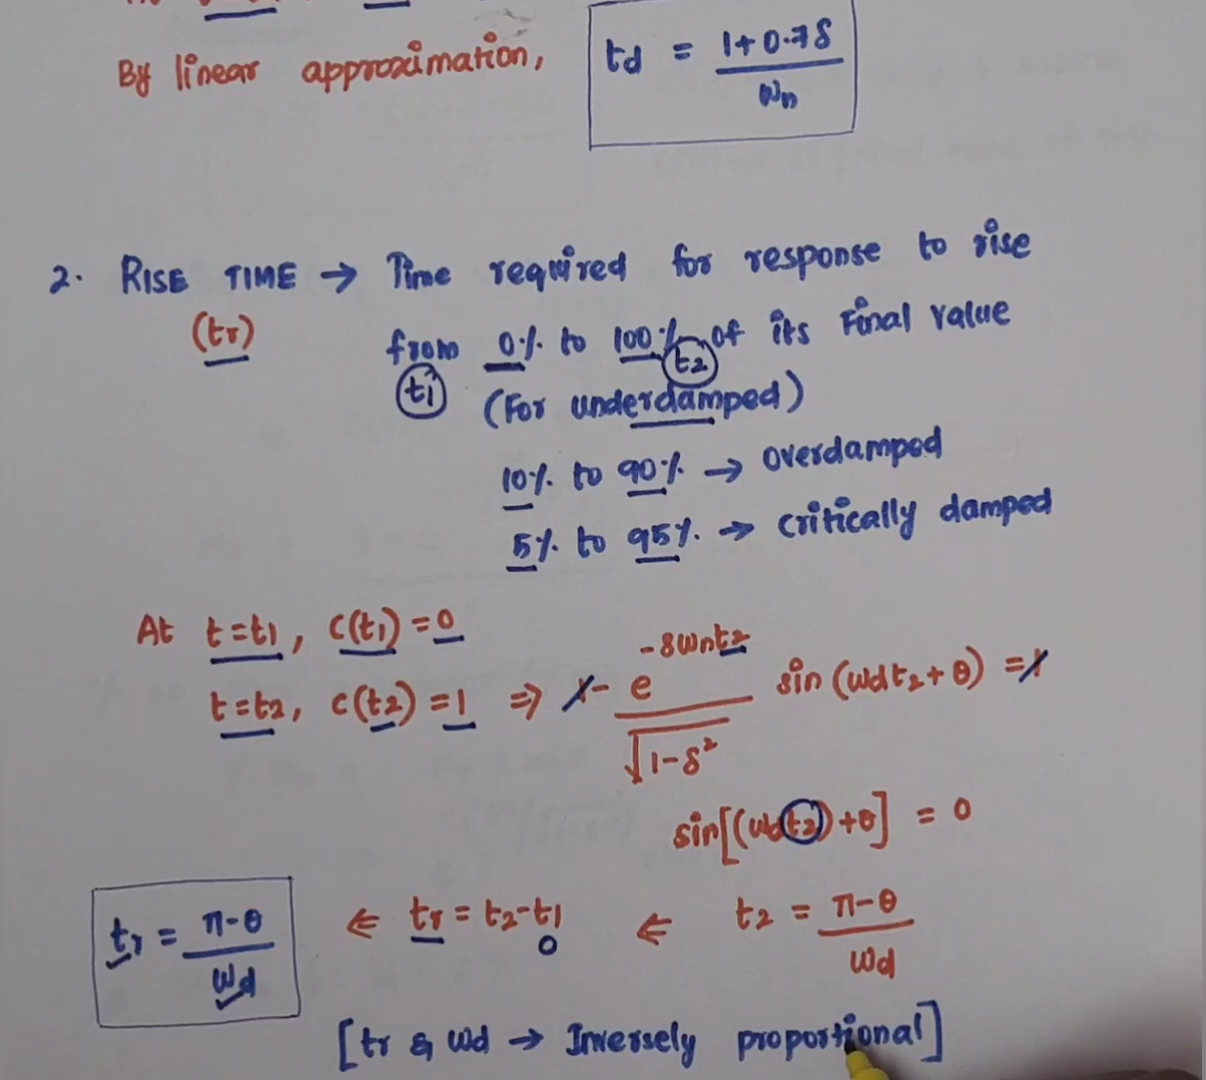 By linear approximation, td = 1+0.7δ / ωn
2. RISE TIME → Time required for response to rise
(tr) from 0% to 100% of its Final value
t1 t2
(For underdamped)
10% to 90% → overdamped
5% to 95% → critically damped
At t=t1, c(t1) = 0
t=t2, c(t2) = 1 ⇒ 1 - e^(-δωnt2) / √1-δ² sin (ωdt2+θ) = 1
sin[(ωdt2)+θ] = 0
tr = π-θ / ωd ⇐ tr = t2-t1 ⇐ t2 = π-θ / ωd
0
[tr & ωd → Inversely proportional]